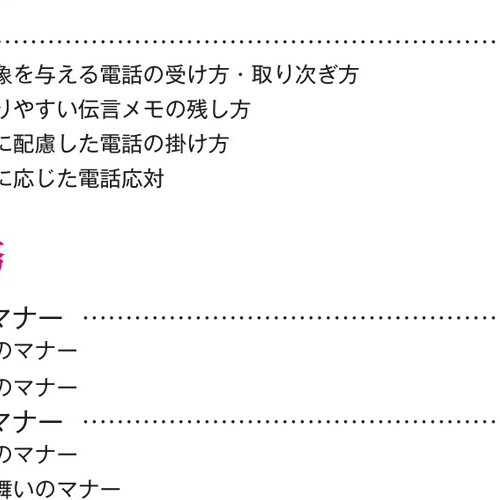 象を与える電話の受け方・取り次ぎ方
りやすい伝言メモの残し方
に配慮した電話の掛け方
に応じた電話応対
マナー ……………………………………
のマナー
のマナー
マナー ……………………………………
のマナー
舞いのマナー